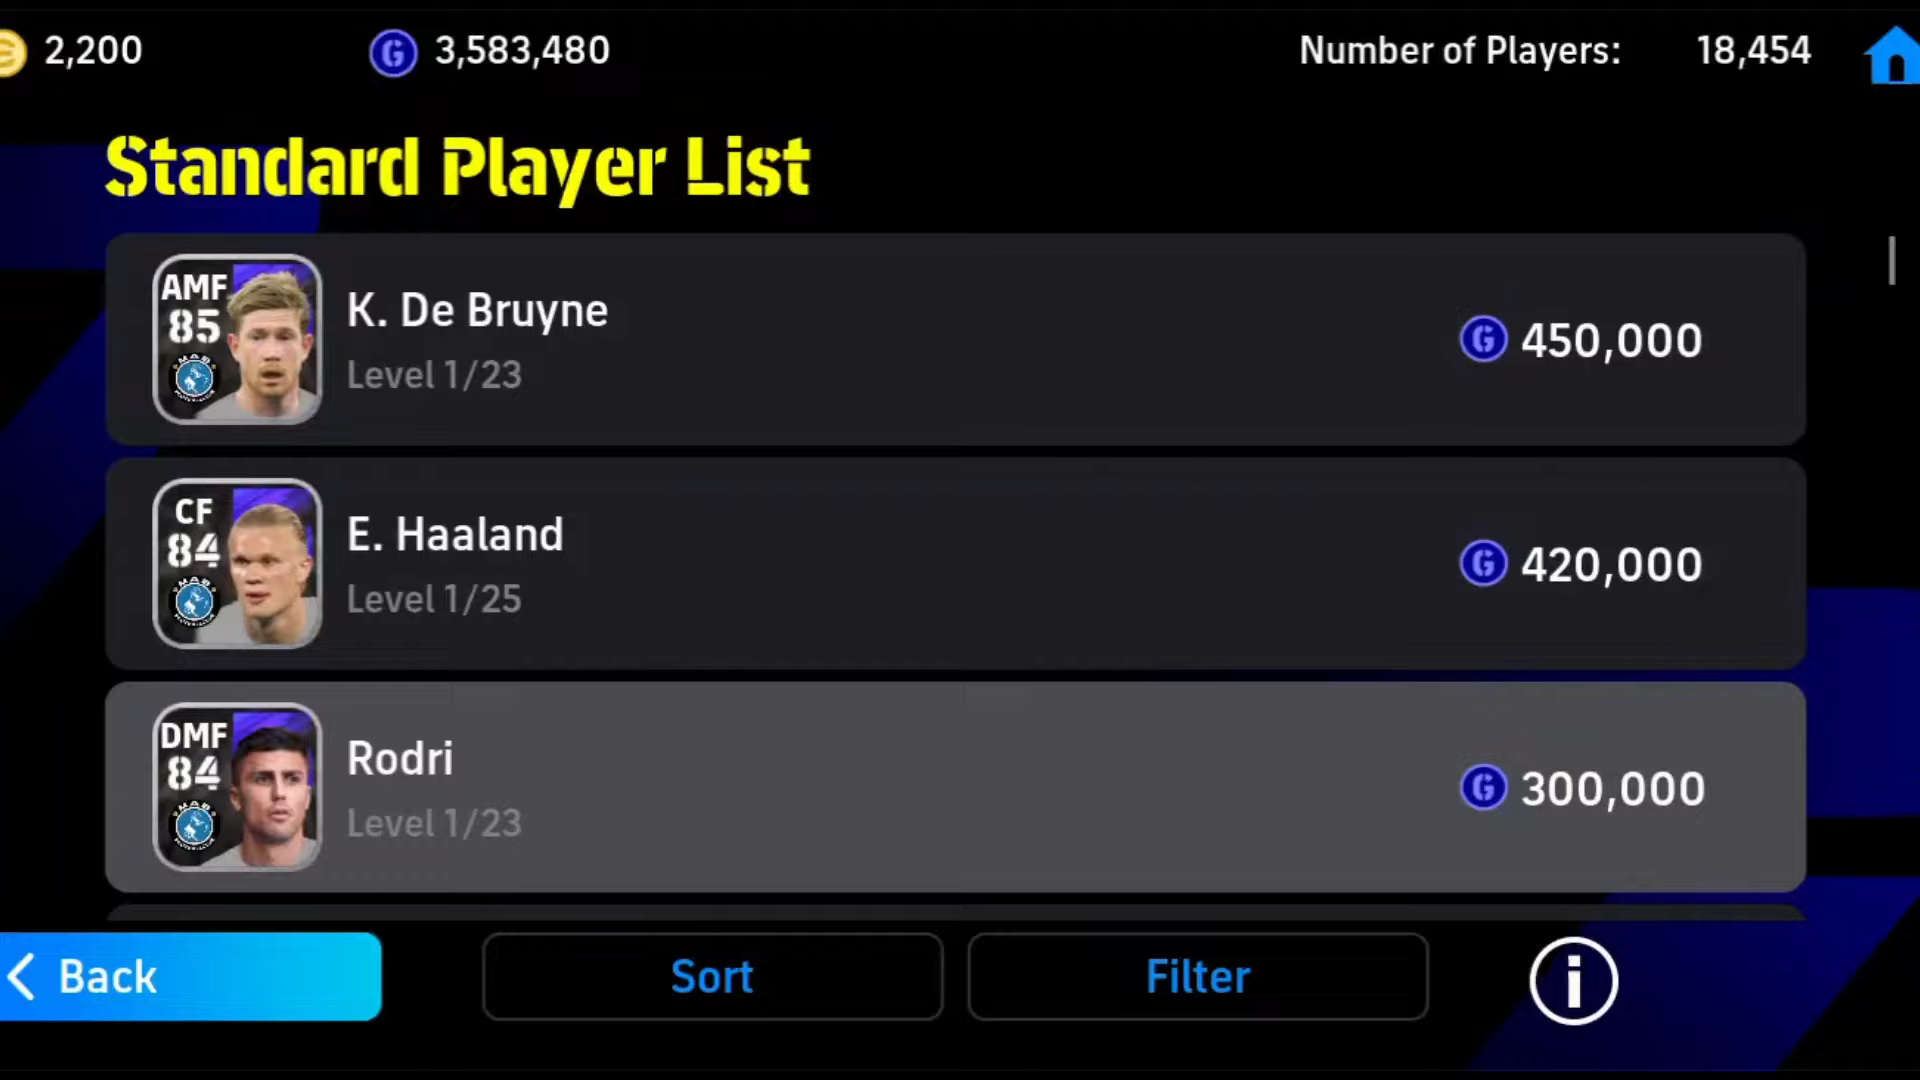 2,200
G 3,583,480
Number of Players: 18,454
Standard Player List
AMF
85
K. De Bruyne
Level 1/23
G 450,000
CF
84
E. Haaland
Level 1/25
G 420,000
DMF
84
Rodri
Level 1/23
G 300,000
Back
Sort
Filter
i